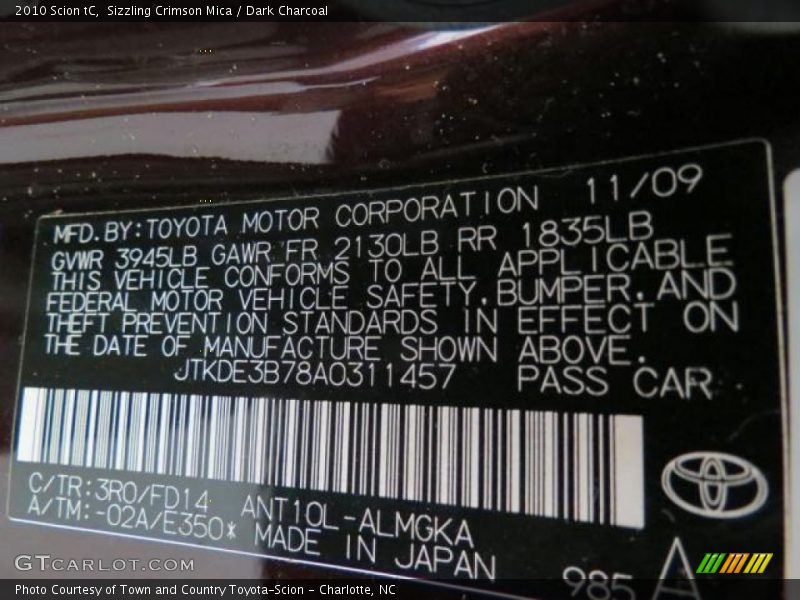 2010 Scion tC,  Sizzling Crimson Mica / Dark Charcoal
MFD.BY:TOYOTA MOTOR CORPORATION 11/09
GVWR 3945LB GAWR FR 2130LB RR 1835LB
THIS VEHICLE CONFORMS TO ALL APPLICABLE
FEDERAL MOTOR VEHICLE SAFETY,BUMPER,AND
THEFT PREVENTION STANDARDS IN EFFECT ON
THE DATE OF MANUFACTURE SHOWN ABOVE.
JTKDE3B78A0311457 PASS CAR
C/TR:3R0/FD14 ANT10L-ALMGKA
A/TM:-02A/E350* MADE IN JAPAN
985 A
GTCARLOT.COM
Photo Courtesy of Town and Country Toyota-Scion - Charlotte, NC